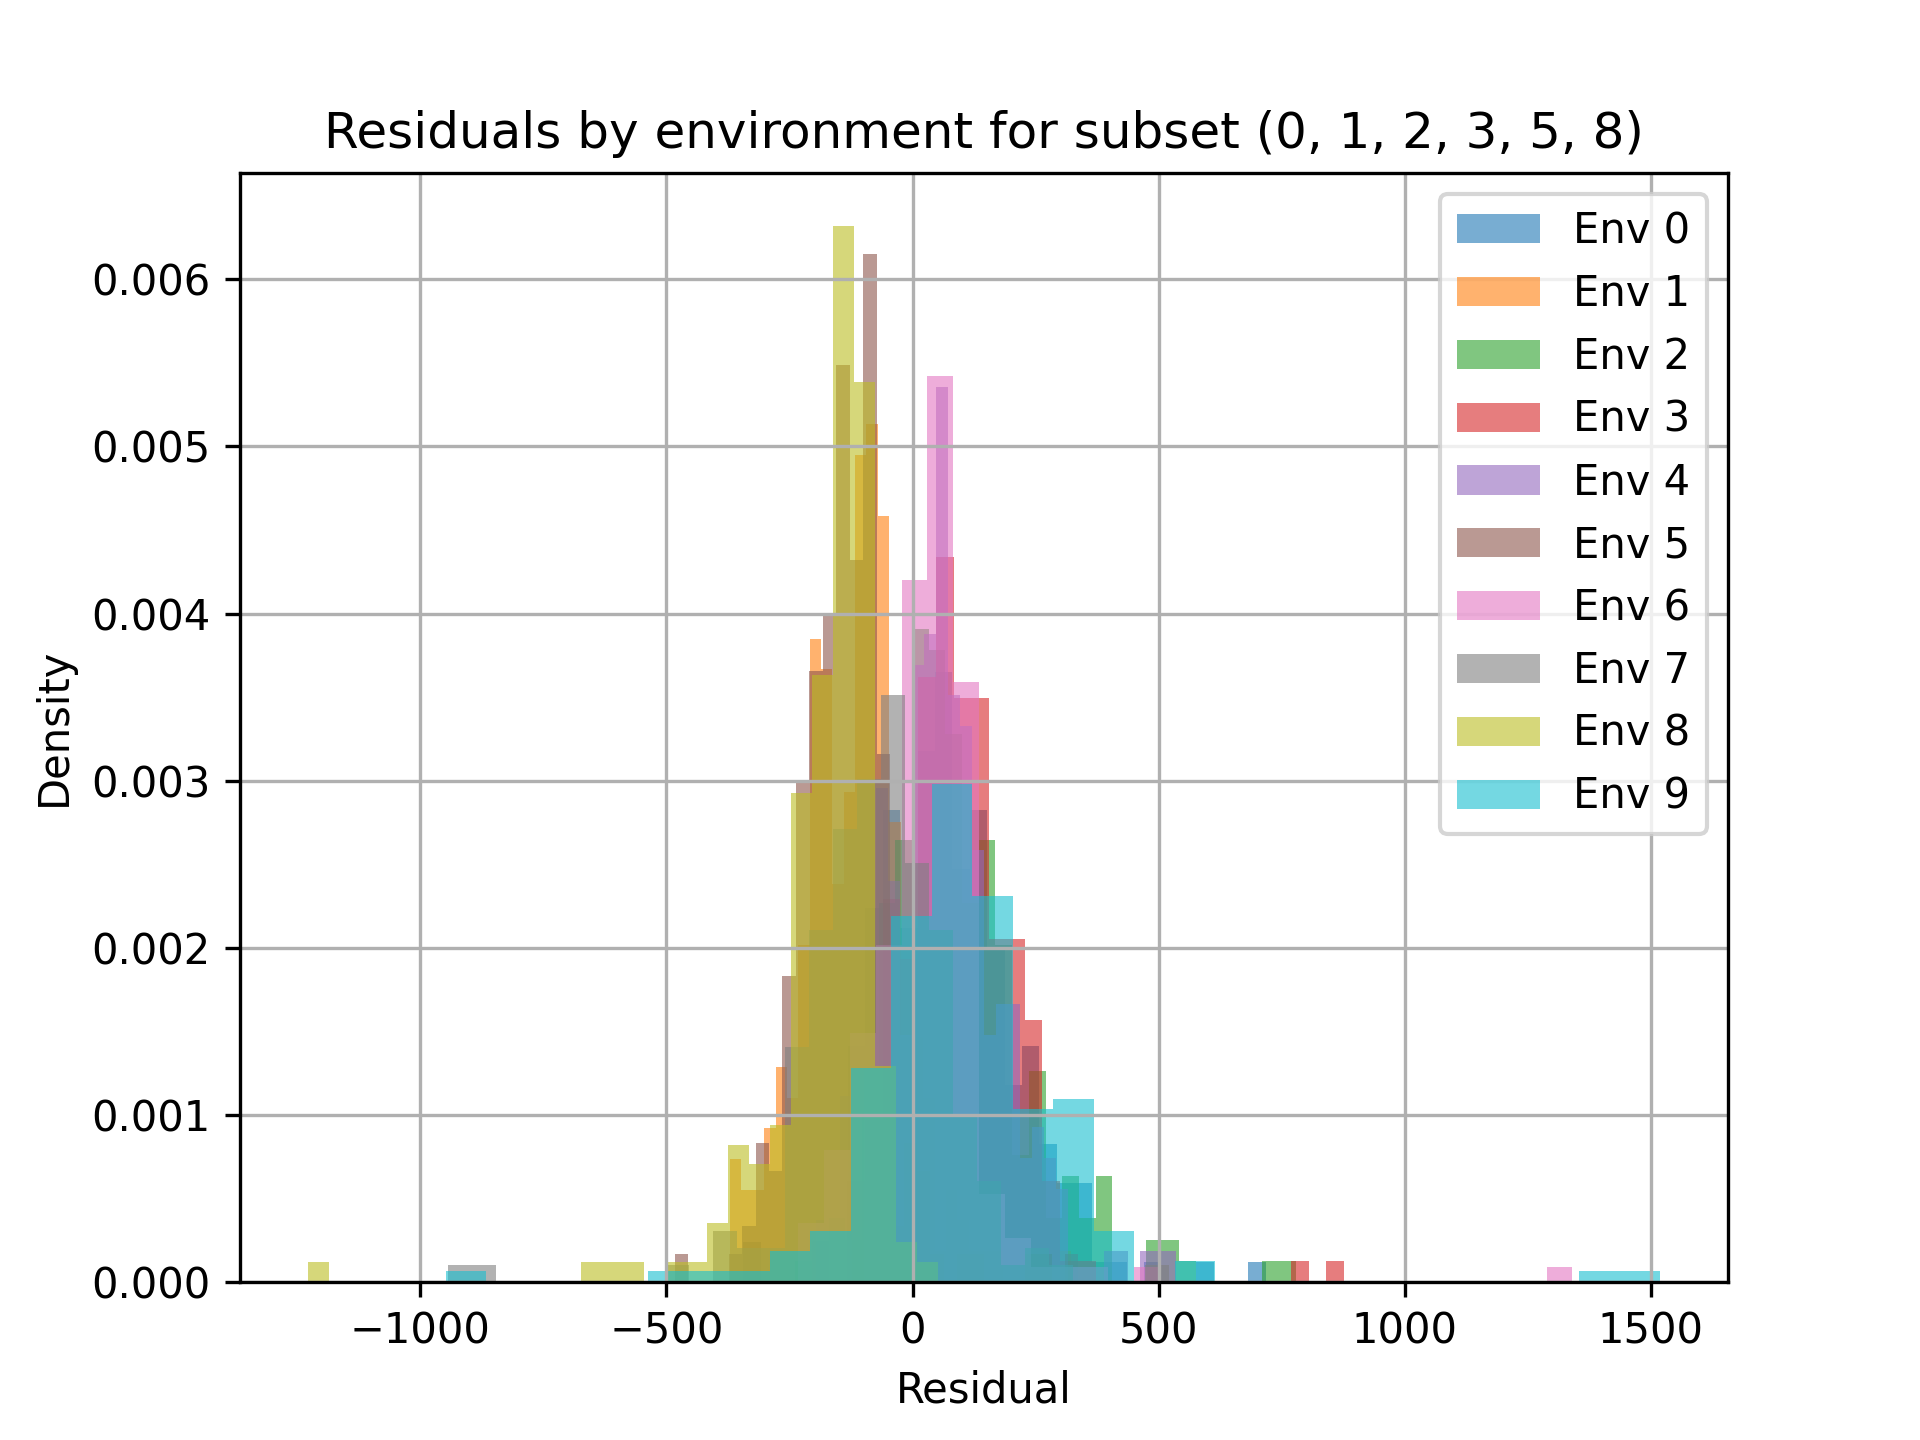 Residuals by environment for subset (0, 1, 2, 3, 5, 8)
Env 0
Env 1
Env 2
Env 3
Env 4
Env 5
Env 6
Env 7
Env 8
Env 9
Density
0.006
0.005
0.004
0.003
0.002
0.001
0.000
−1000 −500 0 500 1000 1500
Residual